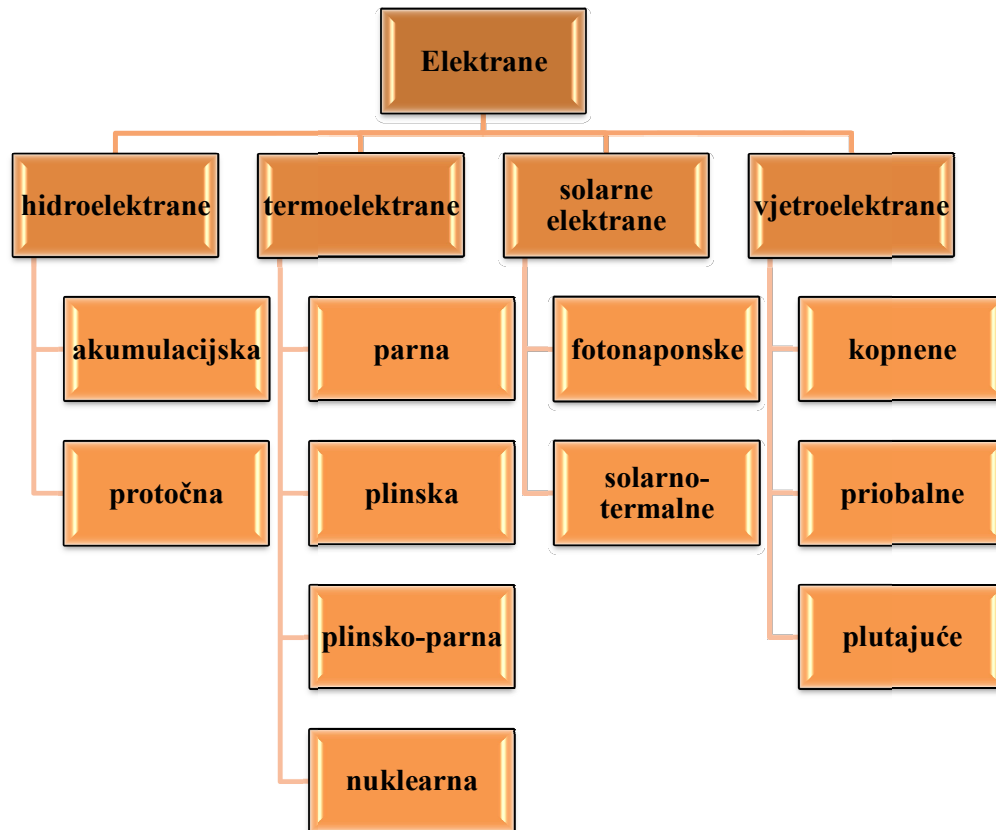 Elektrane
hidroelektrane
termoelektrane
solarne
elektrane
vjetroelektrane
akumulacijska
parna
fotonaponske
kopnene
protočna
plinska
solarno-
termalne
priobalne
plinsko-parna
plutajuće
nuklearna